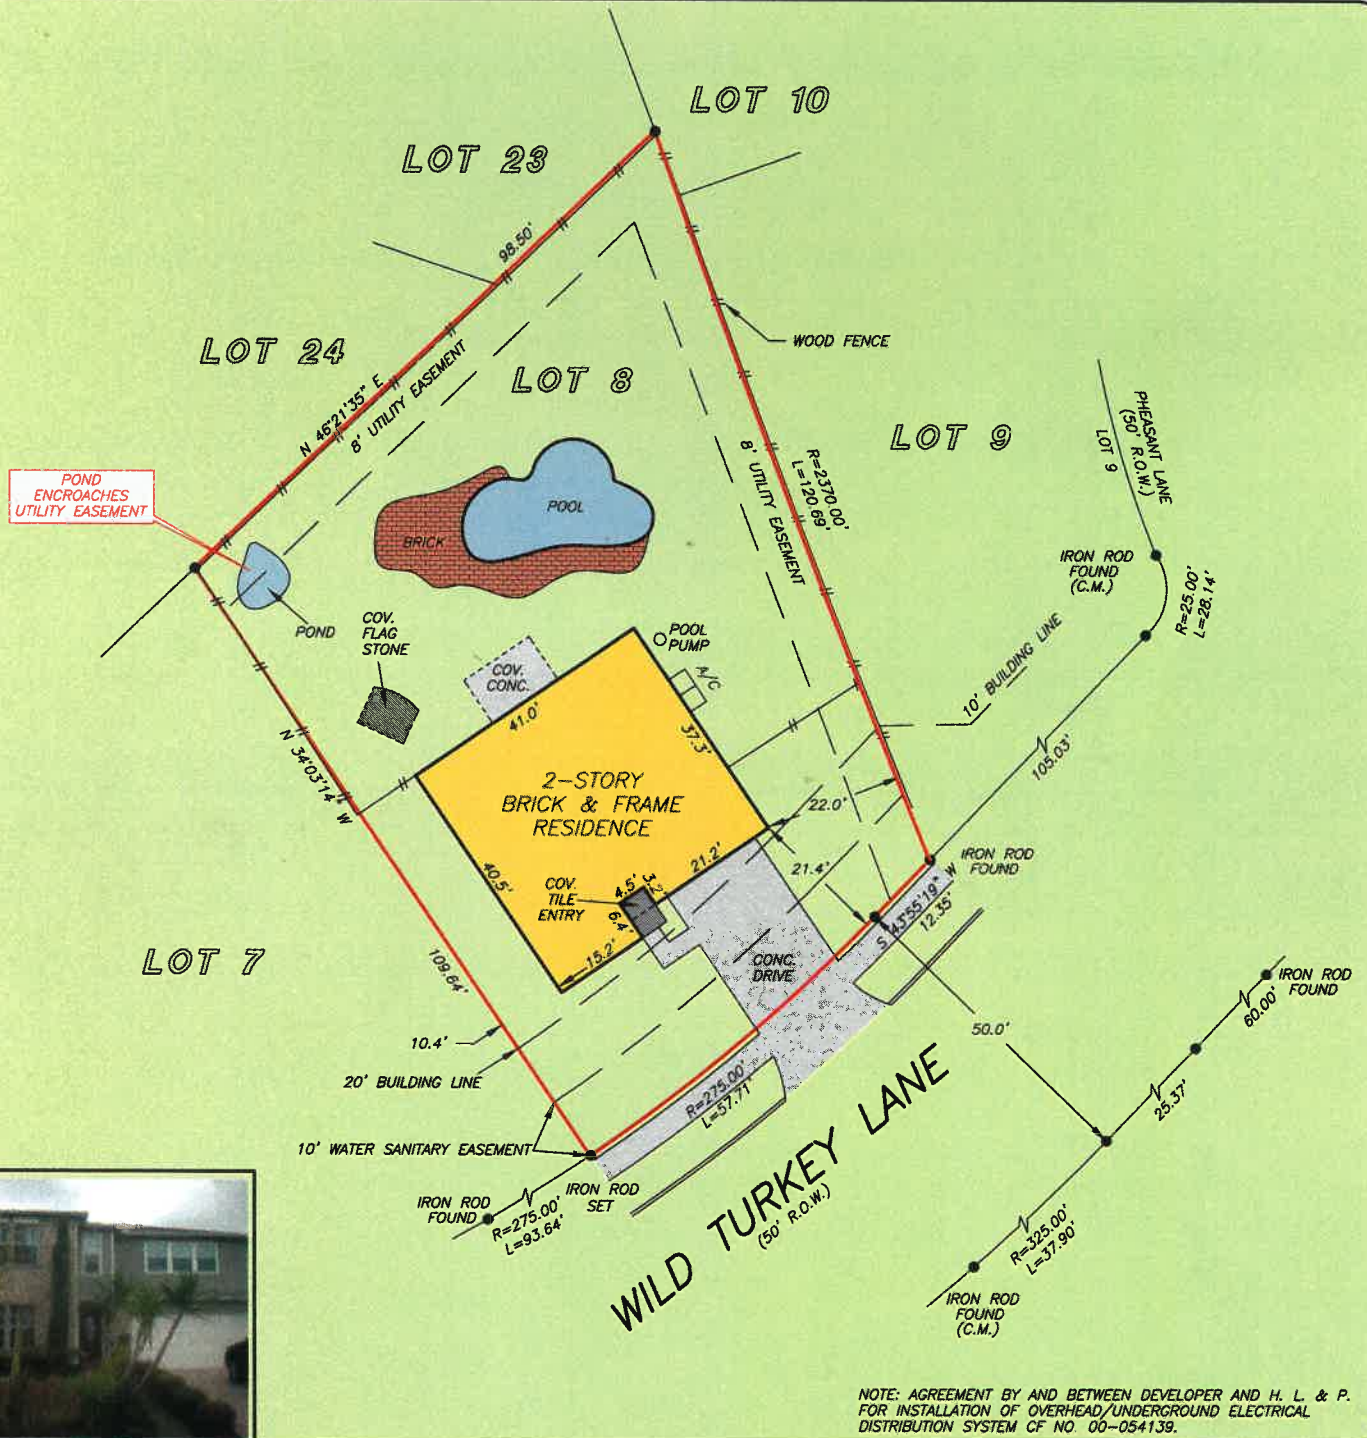 LOT 10
LOT 23
98.50'
LOT 24
N 46°21'35" E
8' UTILITY EASEMENT
LOT 8
WOOD FENCE
LOT 9
PHEASANT LANE
(50' R.O.W.)
LOT 9
R=2370.00'
L=120.69'
8' UTILITY EASEMENT
POND
ENCROACHES
UTILITY EASEMENT
POOL
BRICK
IRON ROD
FOUND
(C.M.)
R=25.00'
L=28.14'
POND
COV.
FLAG
STONE
POOL
PUMP
COV.
CONC.
A/C
10' BUILDING LINE
41.0'
37.3'
105.03'
N 34°03'14" W
2-STORY
BRICK & FRAME
RESIDENCE
22.0'
21.4'
21.2'
IRON ROD
FOUND
40.5'
COV.
TILE
ENTRY
4.5'
3.2'
6.4'
15.2'
S 43°55'19" W
12.35'
LOT 7
109.64'
CONC.
DRIVE
IRON ROD
FOUND
60.00'
50.0'
25.37'
10.4'
20' BUILDING LINE
R=275.00'
L=57.71'
10' WATER SANITARY EASEMENT
WILD TURKEY LANE
(50' R.O.W.)
IRON ROD
SET
IRON ROD
FOUND
R=275.00'
L=93.64'
R=325.00'
L=37.90'
IRON ROD
FOUND
(C.M.)
NOTE: AGREEMENT BY AND BETWEEN DEVELOPER AND H. L. & P.
FOR INSTALLATION OF OVERHEAD/UNDERGROUND ELECTRICAL
DISTRIBUTION SYSTEM CF NO. 00-054139.